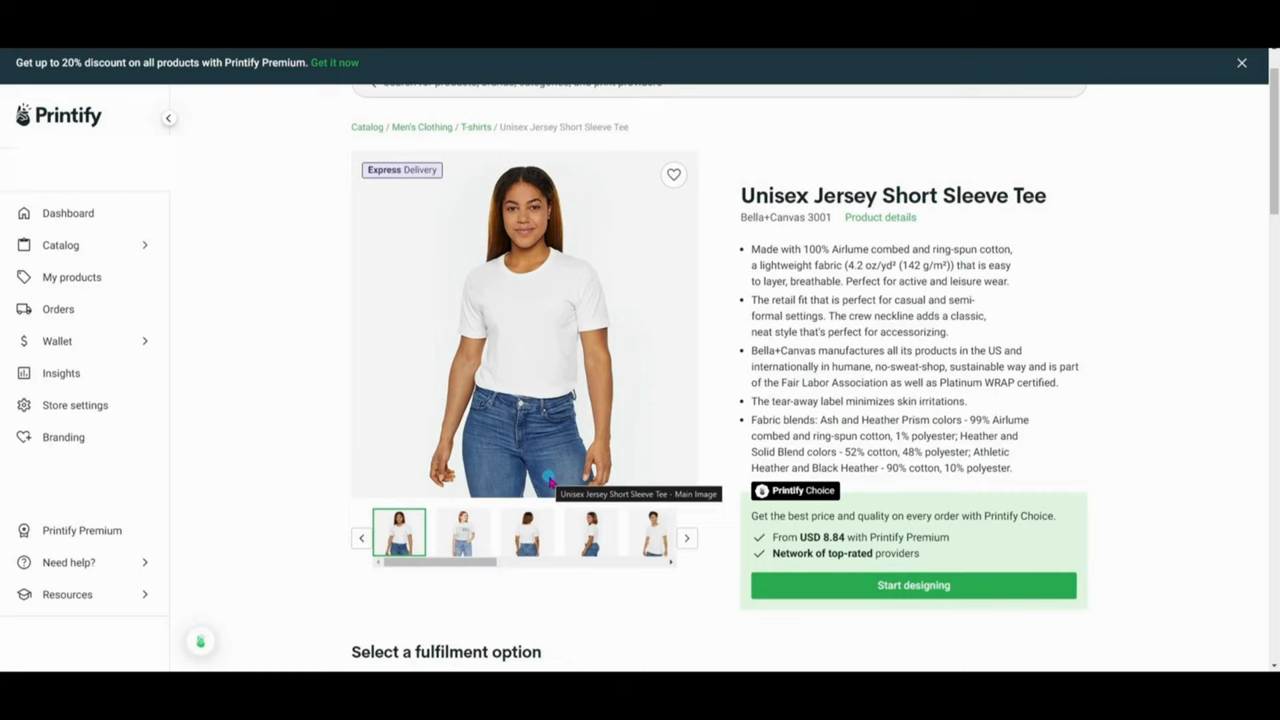 Get up to 20% discount on all products with Printify Premium. Get it now
Search for products, brands, categories, and print providers
Printify
Catalog / Men's Clothing / T-shirts / Unisex Jersey Short Sleeve Tee
Express Delivery
Dashboard
Catalog
My products
Orders
Wallet
Insights
Store settings
Branding
Printify Premium
Need help?
Resources
Unisex Jersey Short Sleeve Tee - Main Image
Unisex Jersey Short Sleeve Tee
Bella+Canvas 3001 Product details
Made with 100% Airlume combed and ring-spun cotton,
a lightweight fabric (4.2 oz/yd² (142 g/m²)) that is easy
to layer, breathable. Perfect for active and leisure wear.
The retail fit that is perfect for casual and semi-
formal settings. The crew neckline adds a classic,
neat style that's perfect for accessorizing.
Bella+Canvas manufactures all its products in the US and
internationally in humane, no-sweat-shop, sustainable way and is part
of the Fair Labor Association as well as Platinum WRAP certified.
The tear-away label minimizes skin irritations.
Fabric blends: Ash and Heather Prism colors - 99% Airlume
combed and ring-spun cotton, 1% polyester; Heather and
Solid Blend colors - 52% cotton, 48% polyester; Athletic
Heather and Black Heather - 90% cotton, 10% polyester.
Printify Choice
Get the best price and quality on every order with Printify Choice.
From USD 8.84 with Printify Premium
Network of top-rated providers
Start designing
Select a fulfilment option